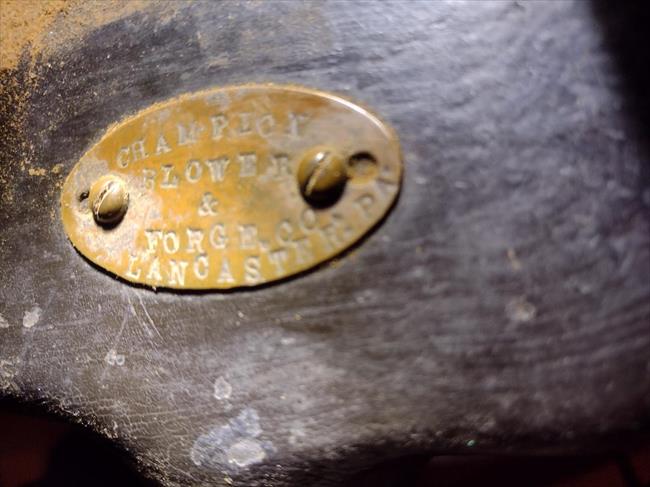 CHAMPION
BLOWER
&
FORGE.CO.
LANCASTER.PA